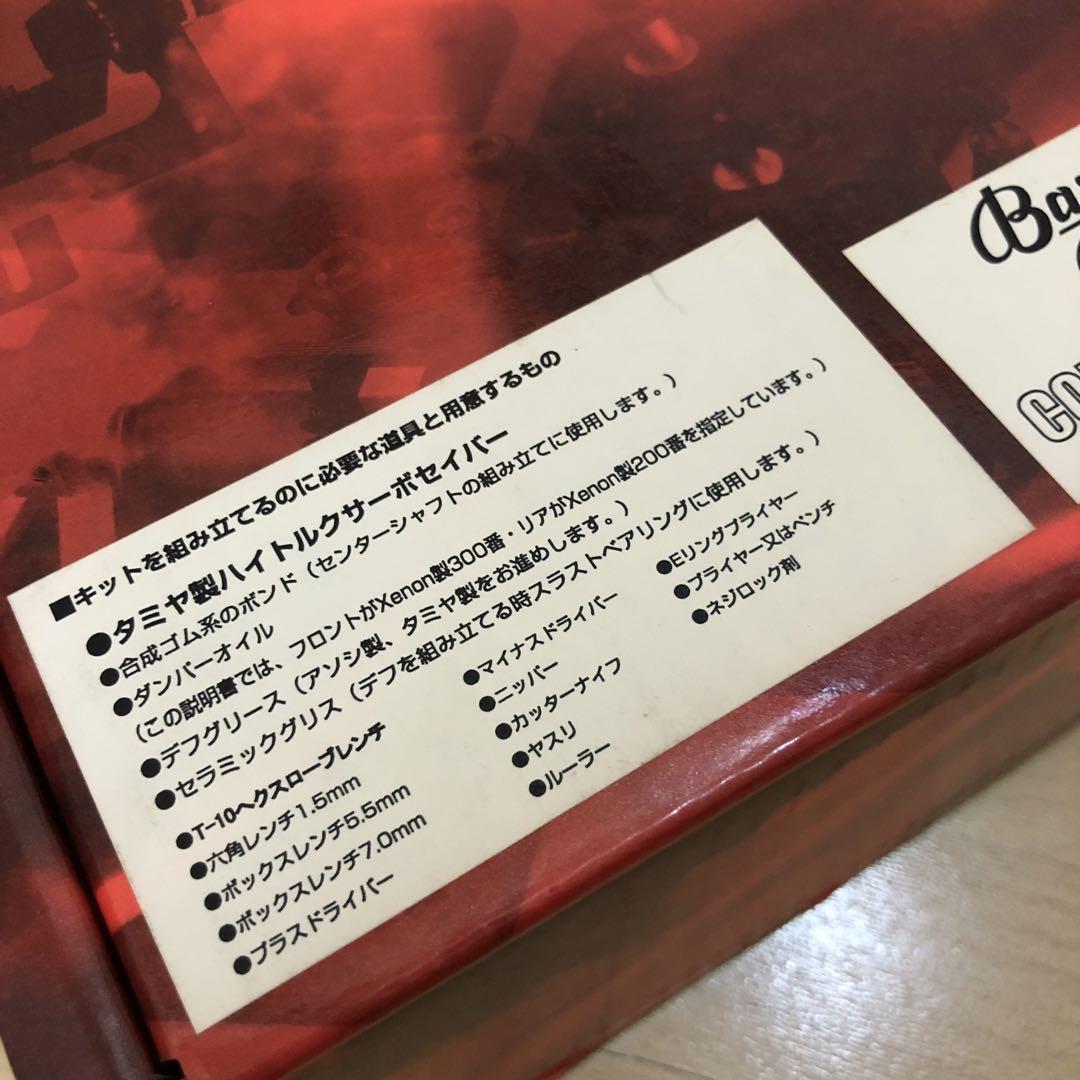 ■キットを組み立てるのに必要な道具と用意するもの
●タミヤ製ハイトルクサーボセイバー
●合成ゴム系のボンド（センターシャフトの組み立てに使用します。）
●ダンパーオイル
（この説明書では、フロントがXenon製300番・リアがXenon製200番を指定しています。）
●デフグリース（アソシ製、タミヤ製をお進めします。）
●セラミックグリス（デフを組み立てる時スラストベアリングに使用します。）
●T-10ヘクスローブレンチ
●六角レンチ1.5mm
●ボックスレンチ5.5mm
●ボックスレンチ7.0mm
●プラスドライバー
●マイナスドライバー
●ニッパー
●カッターナイフ
●ヤスリ
●ルーラー
●Eリングプライヤー
●プライヤー又はペンチ
●ネジロック剤